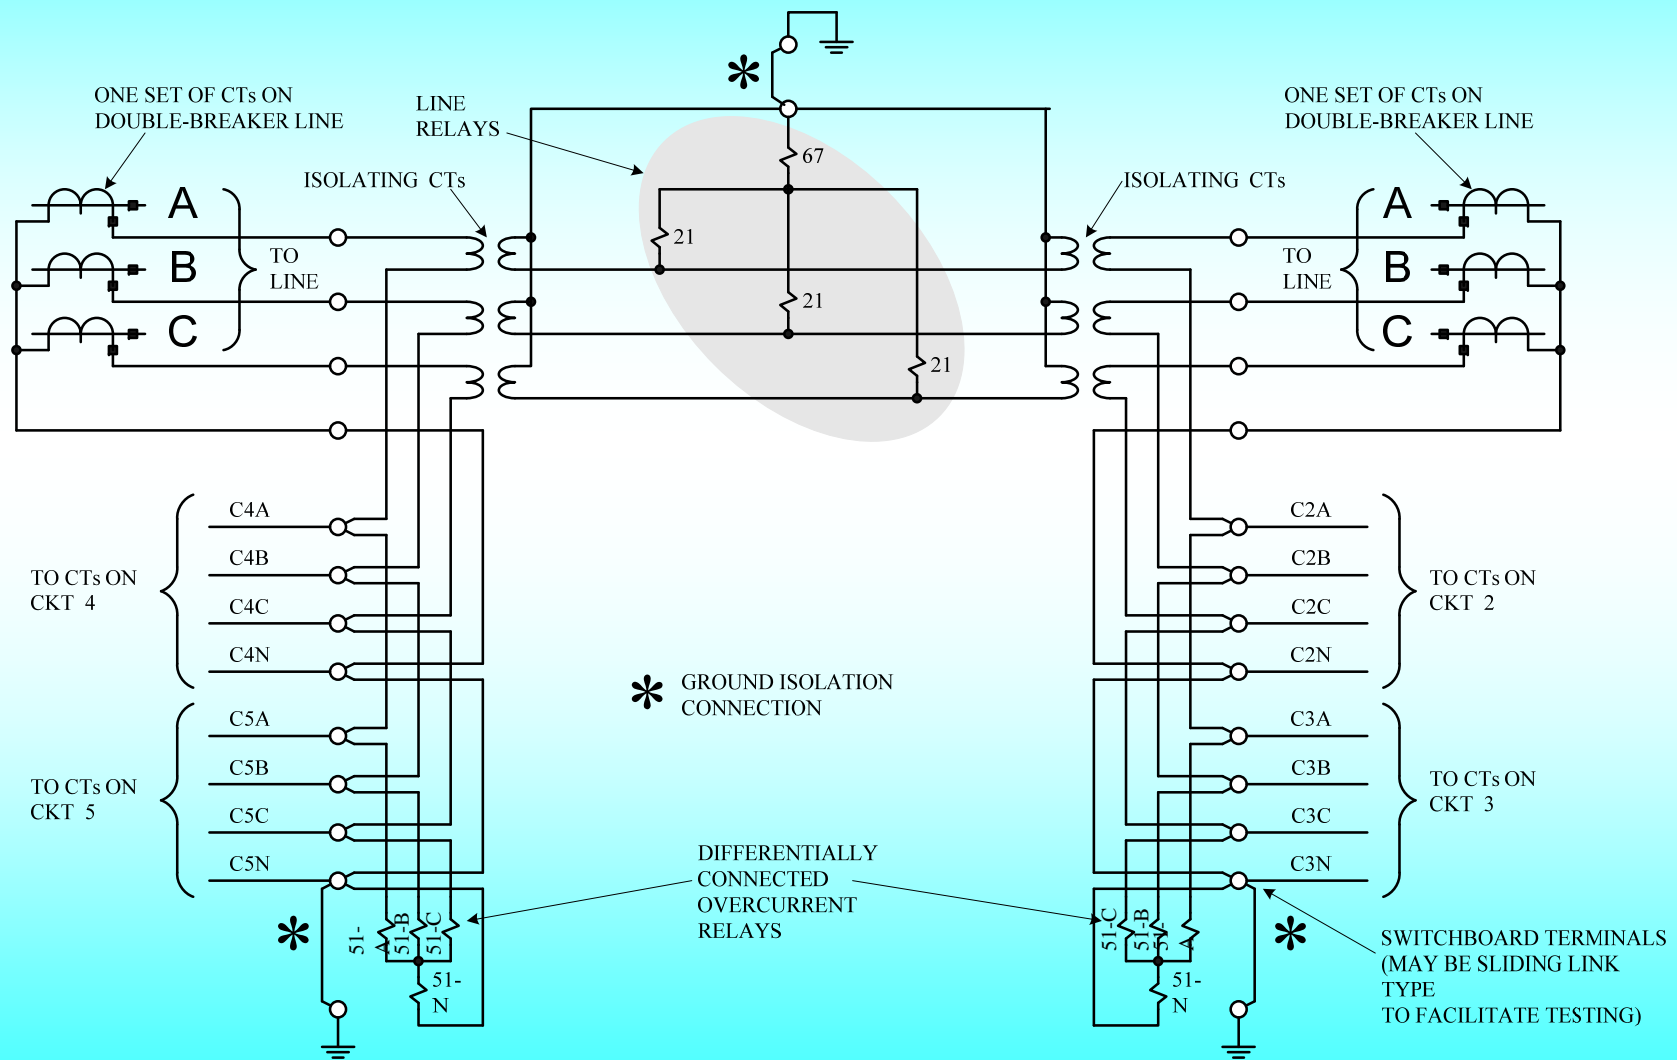 ONE SET OF CTs ON
DOUBLE-BREAKER LINE
LINE
RELAYS
*
ONE SET OF CTs ON
DOUBLE-BREAKER LINE
67
ISOLATING CTs
ISOLATING CTs
A
B
C
TO
LINE
21
21
21
A
B
C
TO
LINE
C4A
C4B
C4C
C4N
TO CTs ON
CKT 4
C2A
C2B
C2C
C2N
TO CTs ON
CKT 2
* GROUND ISOLATION
CONNECTION
C5A
C5B
C5C
C5N
TO CTs ON
CKT 5
C3A
C3B
C3C
C3N
TO CTs ON
CKT 3
DIFFERENTIALLY
CONNECTED
OVERCURRENT
RELAYS
*
51-
A
51-B
51-C
51-
N
51-C
51-B
51-
A
51-
N
*
SWITCHBOARD TERMINALS
(MAY BE SLIDING LINK
TYPE
TO FACILITATE TESTING)